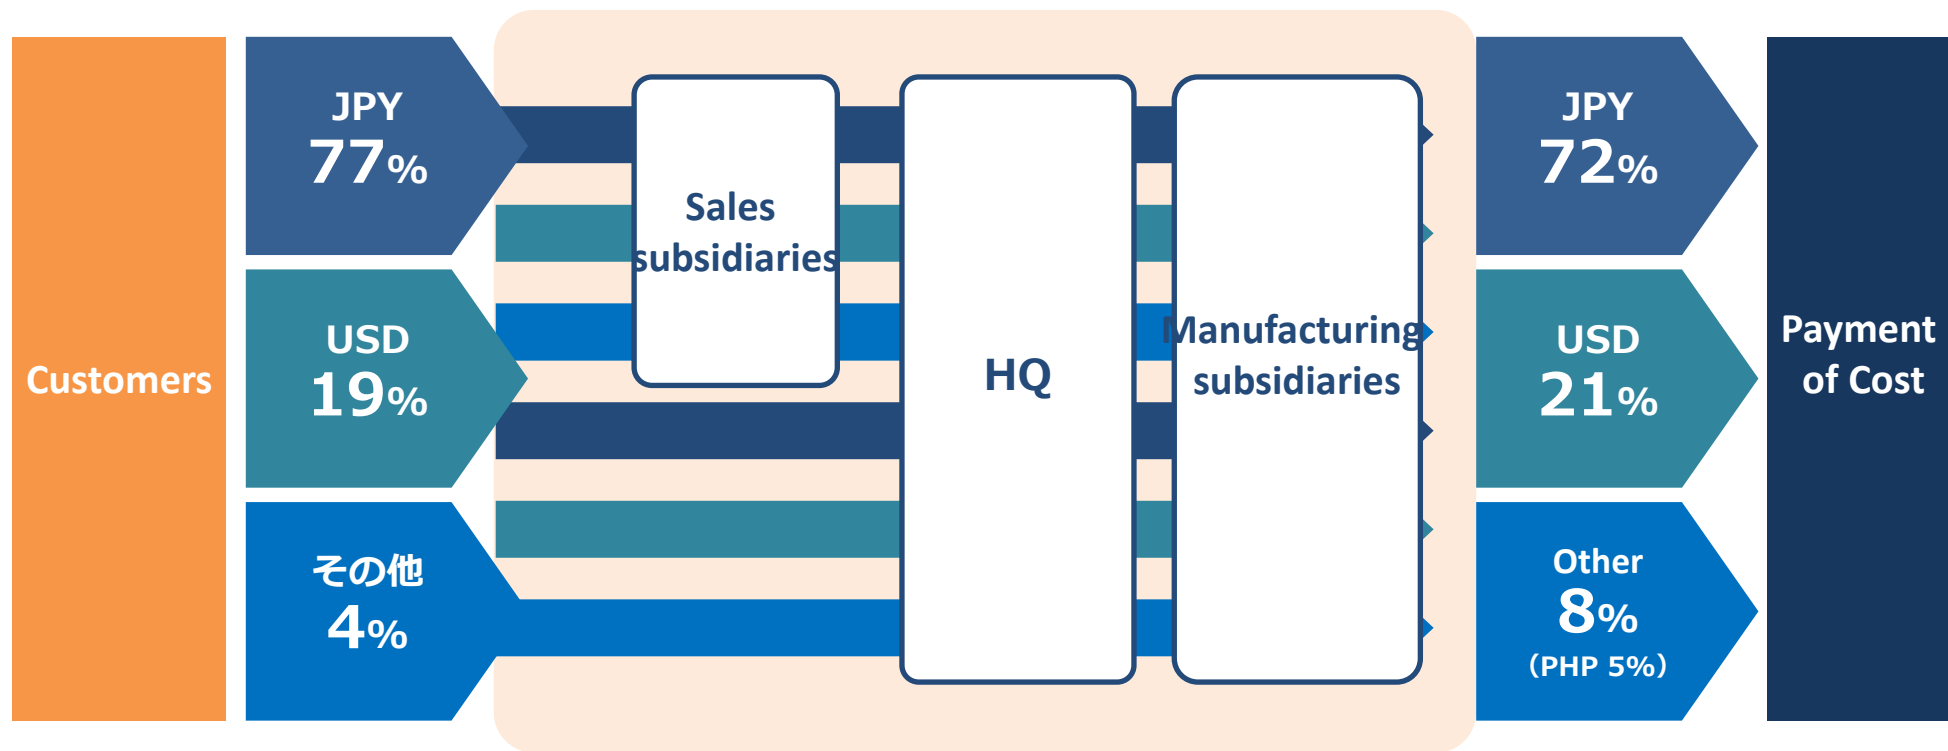 Customers
JPY
77%
USD
19%
その他
4%
Sales
subsidiaries
HQ
Manufacturing
subsidiaries
JPY
72%
USD
21%
Other
8%
（PHP 5%）
Payment
of Cost